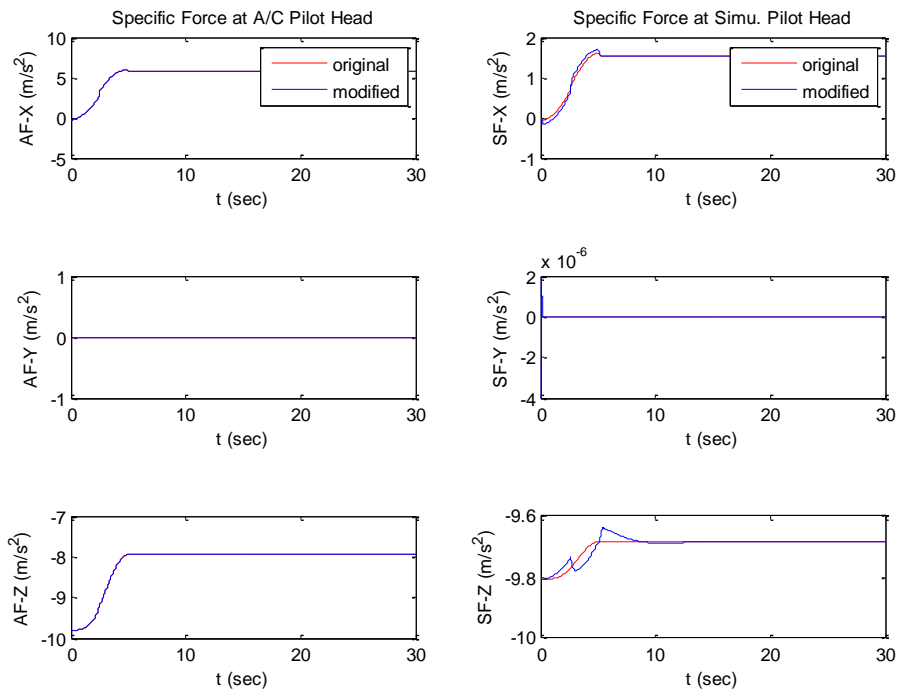 Specific Force at A/C Pilot Head
AF-X (m/s2)
10
5
0
-5
0
10
20
30
t (sec)
original
modified
Specific Force at Simu. Pilot Head
SF-X (m/s2)
2
1
0
-1
0
10
20
30
t (sec)
original
modified
AF-Y (m/s2)
1
0
-1
0
10
20
30
t (sec)
x 10-6
SF-Y (m/s2)
2
0
-2
-4
0
10
20
30
t (sec)
AF-Z (m/s2)
-7
-8
-9
-10
0
10
20
30
t (sec)
SF-Z (m/s2)
-9.6
-9.8
-10
0
10
20
30
t (sec)